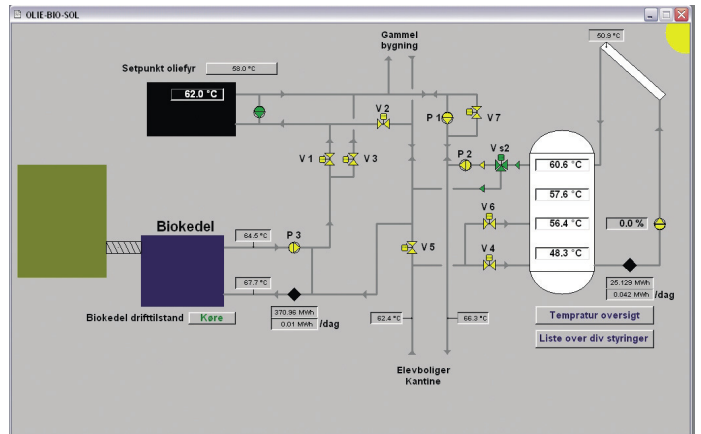 OLIE-BIO-SOL
Gammel
bygning
50.9 °C
Setpunkt oliefyr
58.0 °C
62.0 °C
V 2
P 1
V 7
V 1
V 3
P 2
V s2
60.6 °C
57.6 °C
56.4 °C
48.3 °C
V 6
V 4
V 5
0.0 %
Biokedel
64.5 °C
P 3
67.7 °C
Biokedel drifttilstand
Køre
370.96 MWh
0.01 MWh
/dag
62.4 °C
66.3 °C
25.129 MWh
0.042 MWh
/dag
Tempratur oversigt
Liste over div styringer
Elevboliger
Kantine